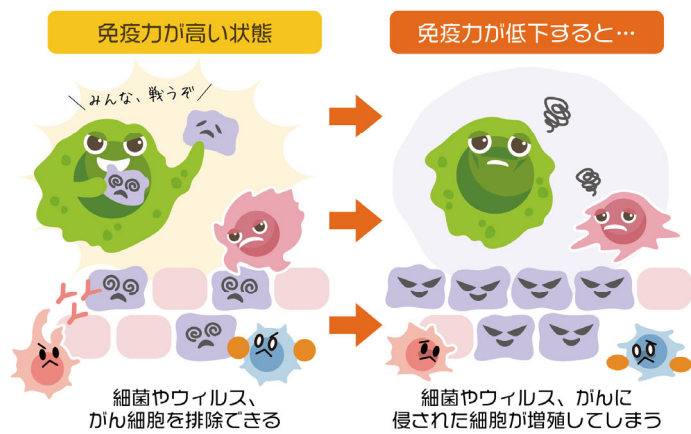 免疫力が高い状態
免疫力が低下すると…
みんな、戦うぞ
細菌やウィルス、
がん細胞を排除できる
細菌やウィルス、がんに
侵された細胞が増殖してしまう